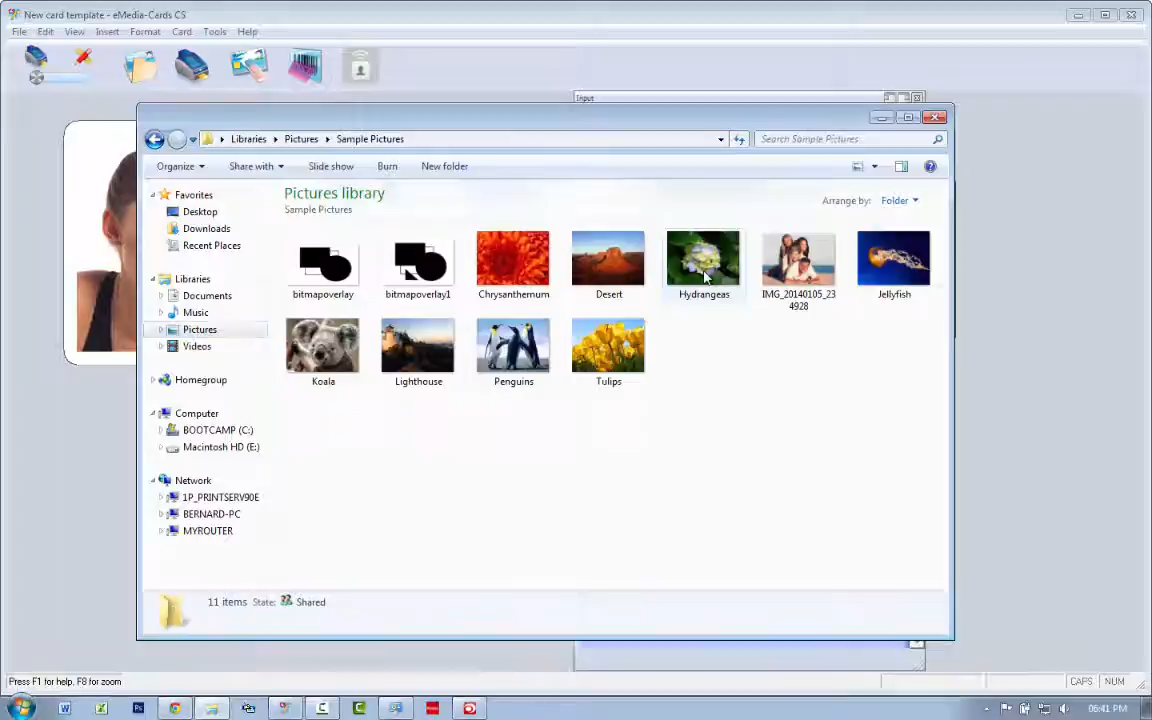 New card template - eMedia-Cards CS
File Edit View Insert Format Card Tools Help
Input
Libraries Pictures Sample Pictures
Search Sample Pictures
Organize Share with Slide show Burn New folder
Favorites
Desktop
Downloads
Recent Places
Libraries
Documents
Music
Pictures
Videos
Homegroup
Computer
BOOTCAMP (C:)
Macintosh HD (E:)
Network
1P_PRINTSERV90E
BERNARD-PC
MYROUTER
Pictures library
Sample Pictures
Arrange by: Folder
bitmapoverlay
bitmapoverlay1
Chrysanthemum
Desert
Hydrangeas
IMG_20140105_23
4928
Jellyfish
Koala
Lighthouse
Penguins
Tulips
11 items State: Shared
Press F1 for help, F8 for zoom
CAPS NUM
06:41 PM